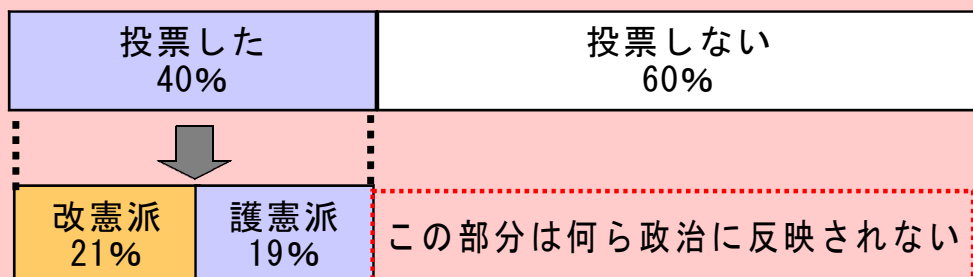 投票した
40%
投票しない
60%
改憲派
21%
護憲派
19%
この部分は何ら政治に反映されない